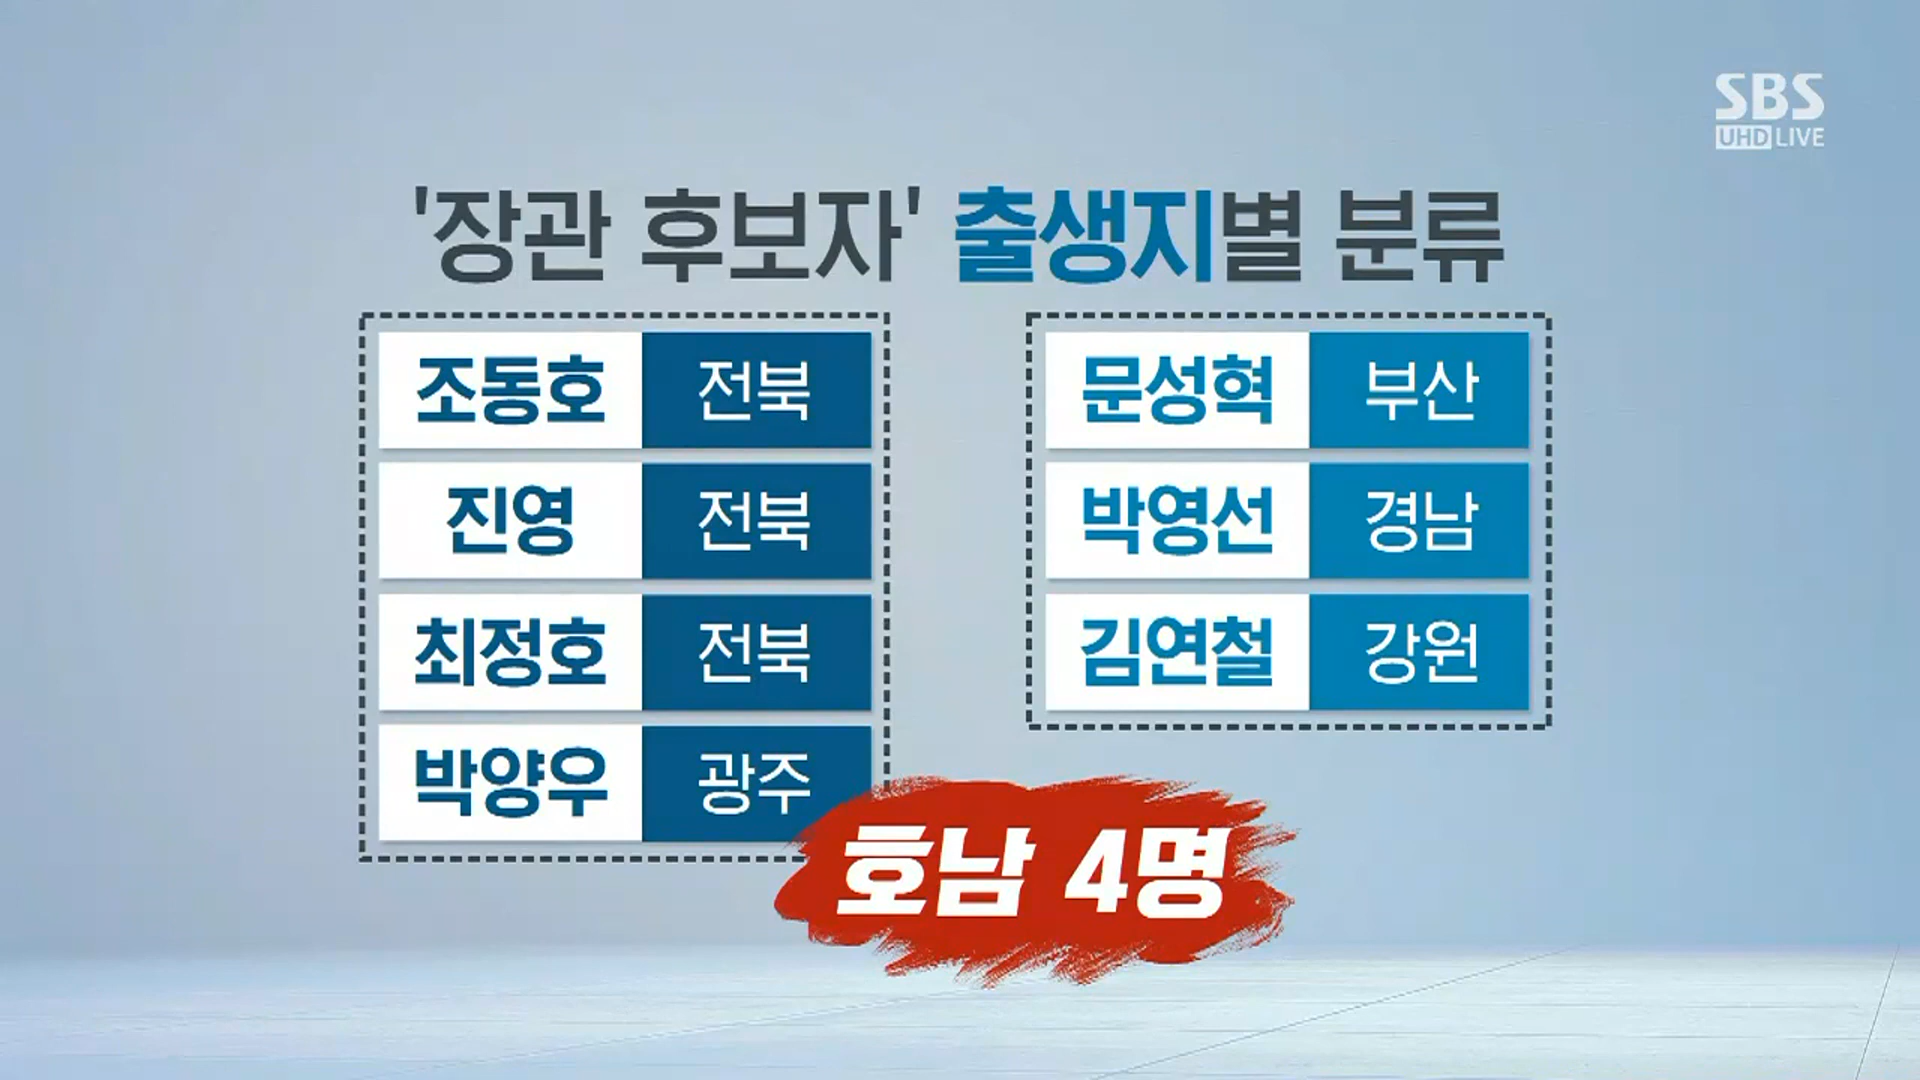 SBS
UHD LIVE
'장관 후보자' 출생지별 분류
조동호 전북
진영 전북
최정호 전북
박양우 광주
문성혁 부산
박영선 경남
김연철 강원
호남 4명